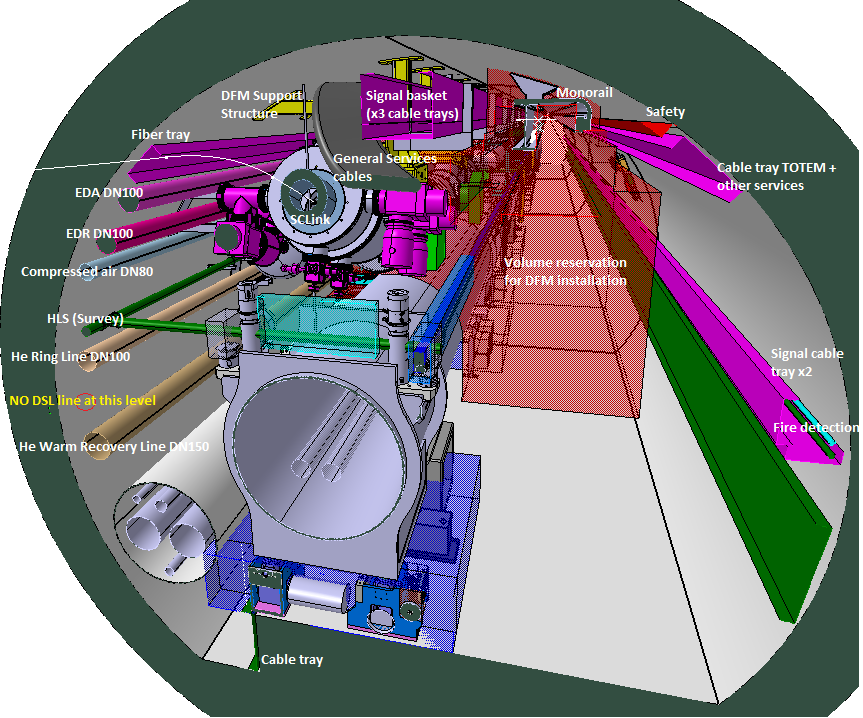 DFM Support
Structure
Signal basket
(x3 cable trays)
Monorail
Safety
Fiber tray
General Services
cables
Cable tray TOTEM +
other services
EDA DN100
SCLink
EDR DN100
Compressed air DN80
Volume reservation
for DFM installation
HLS (Survey)
He Ring Line DN100
Signal cable
tray x2
NO DSL line at this level
Fire detection
He Warm Recovery Line DN150
Cable tray